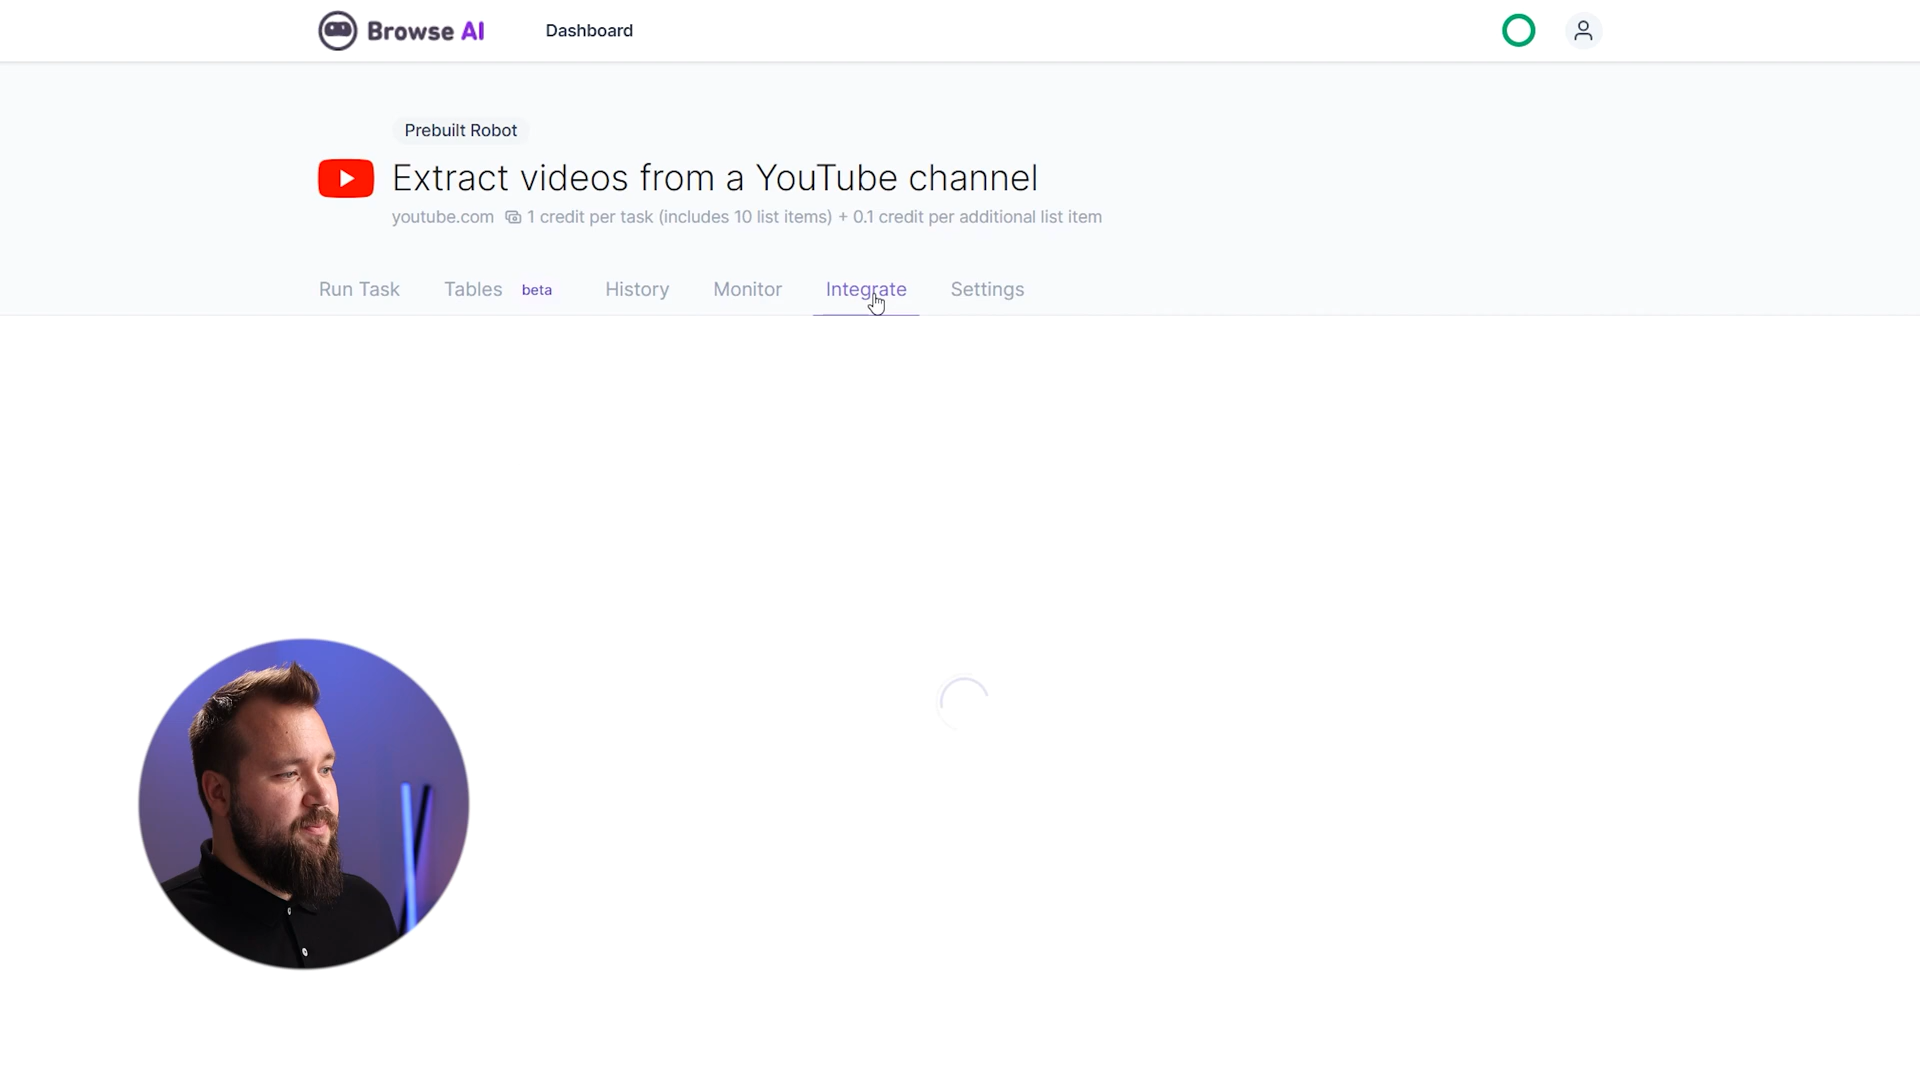 Browse AI
Dashboard
Prebuilt Robot
Extract videos from a YouTube channel
youtube.com 1 credit per task (includes 10 list items) + 0.1 credit per additional list item
Run Task Tables beta History Monitor Integrate Settings